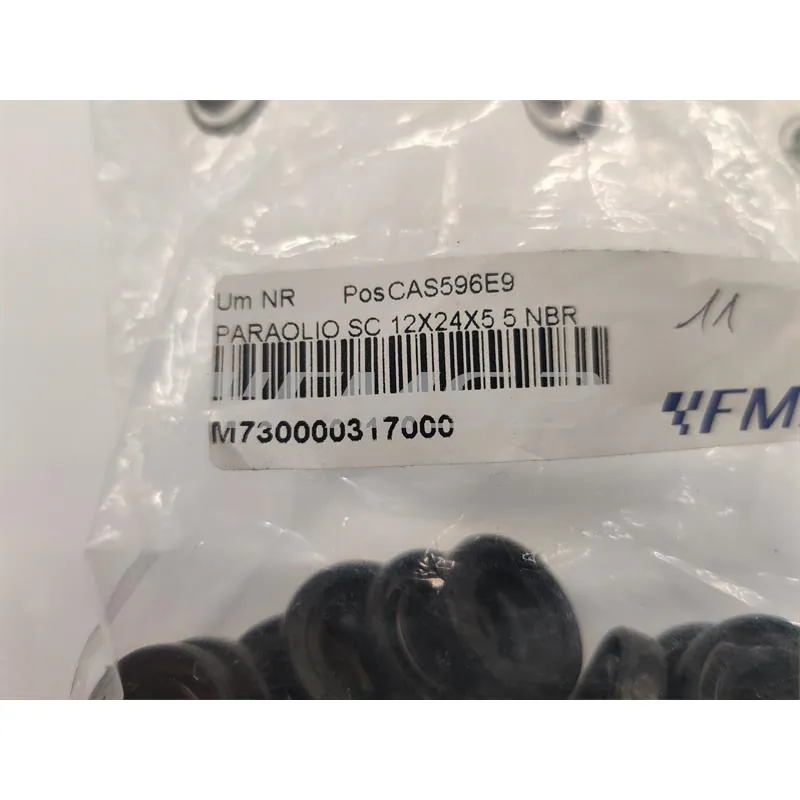 Um NR PosCAS596E9
PARAOLIO SC 12X24X5 5 NBR
M730000317000
11